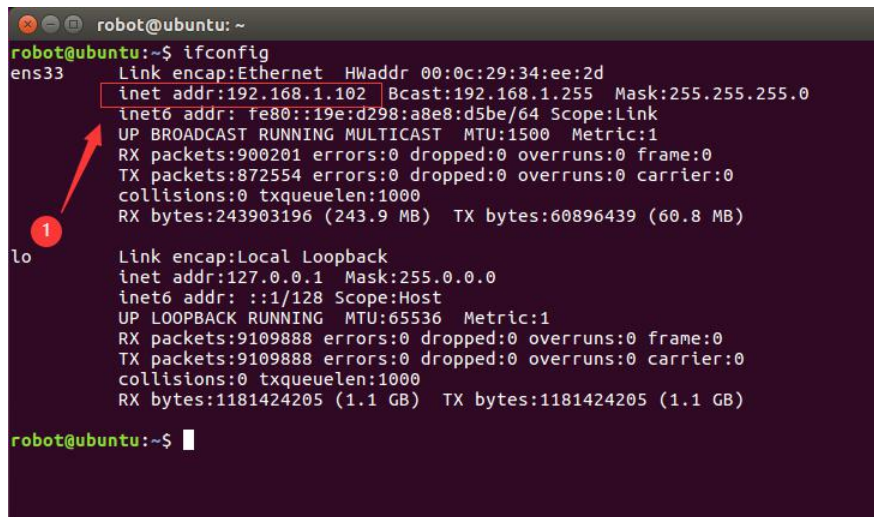 robot@ubuntu: ~
robot@ubuntu:~$ ifconfig
ens33 Link encap:Ethernet HWaddr 00:0c:29:34:ee:2d
inet addr:192.168.1.102 Bcast:192.168.1.255 Mask:255.255.255.0
inet6 addr: fe80::19e:d298:a8e8:d5be/64 Scope:Link
UP BROADCAST RUNNING MULTICAST MTU:1500 Metric:1
RX packets:900201 errors:0 dropped:0 overruns:0 frame:0
TX packets:872554 errors:0 dropped:0 overruns:0 carrier:0
collisions:0 txqueuelen:1000
RX bytes:243903196 (243.9 MB) TX bytes:60896439 (60.8 MB)
1
lo Link encap:Local Loopback
inet addr:127.0.0.1 Mask:255.0.0.0
inet6 addr: ::1/128 Scope:Host
UP LOOPBACK RUNNING MTU:65536 Metric:1
RX packets:9109888 errors:0 dropped:0 overruns:0 frame:0
TX packets:9109888 errors:0 dropped:0 overruns:0 carrier:0
collisions:0 txqueuelen:1000
RX bytes:1181424205 (1.1 GB) TX bytes:1181424205 (1.1 GB)
robot@ubuntu:~$